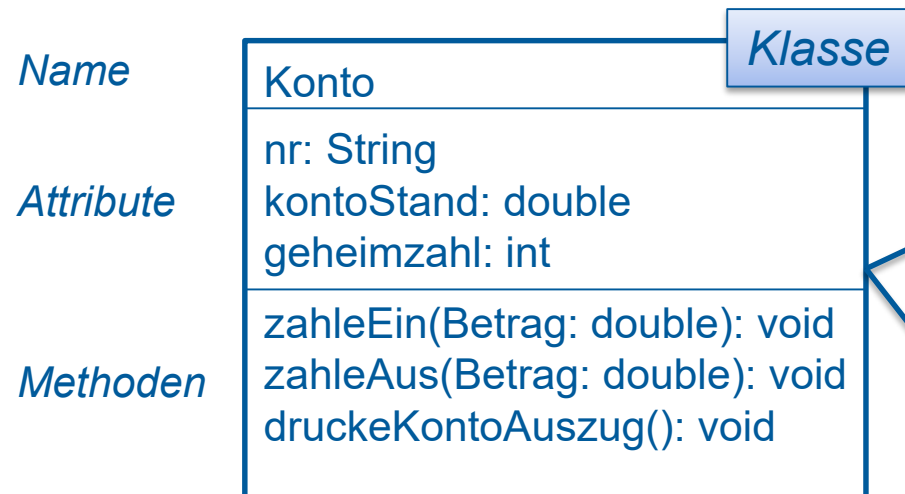 Klasse
Name
Konto
Attribute
nr: String
kontoStand: double
geheimzahl: int
Methoden
zahleEin(Betrag: double): void
zahleAus(Betrag: double): void
druckeKontoAuszug(): void